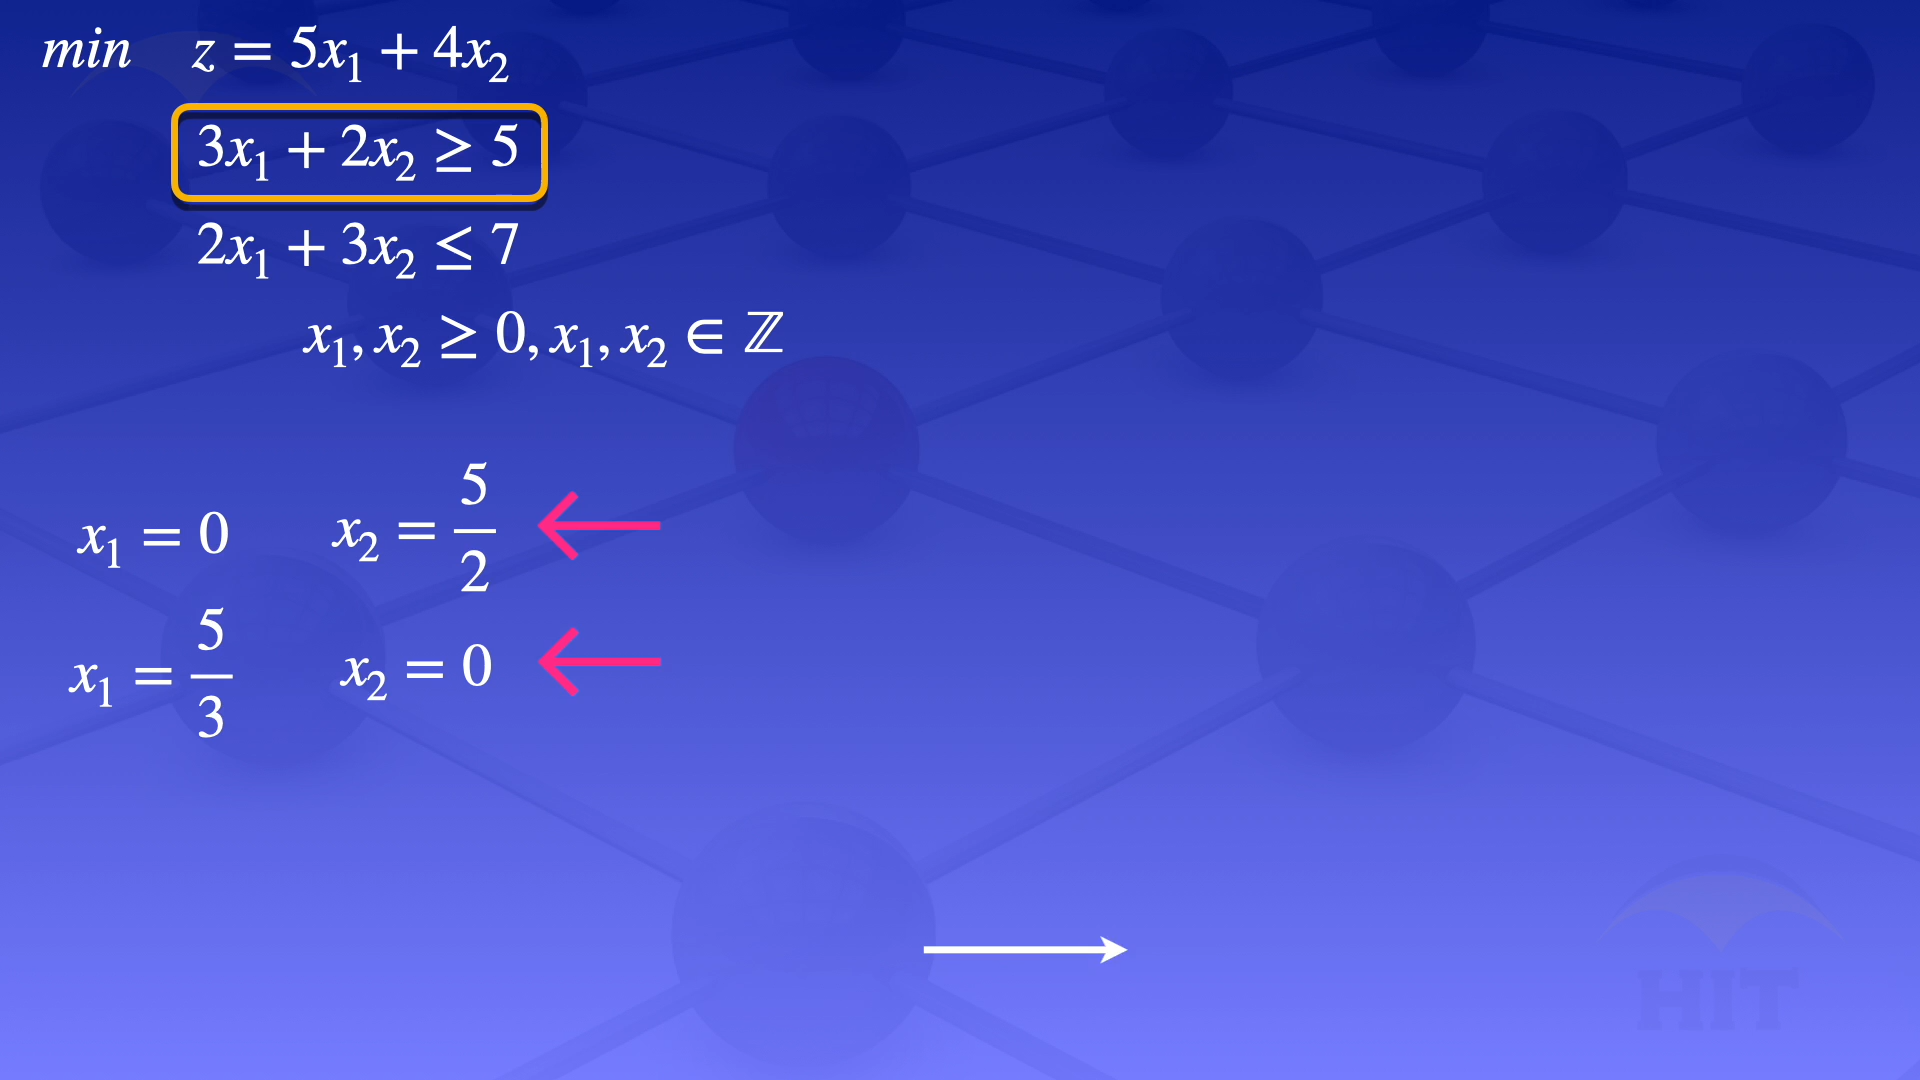 min z = 5x₁ + 4x₂
3x₁ + 2x₂ ≥ 5
2x₁ + 3x₂ ≤ 7
x₁, x₂ ≥ 0, x₁, x₂ ∈ ℤ
x₁ = 0 x₂ = 5/2
x₁ = 5/3 x₂ = 0
HIT